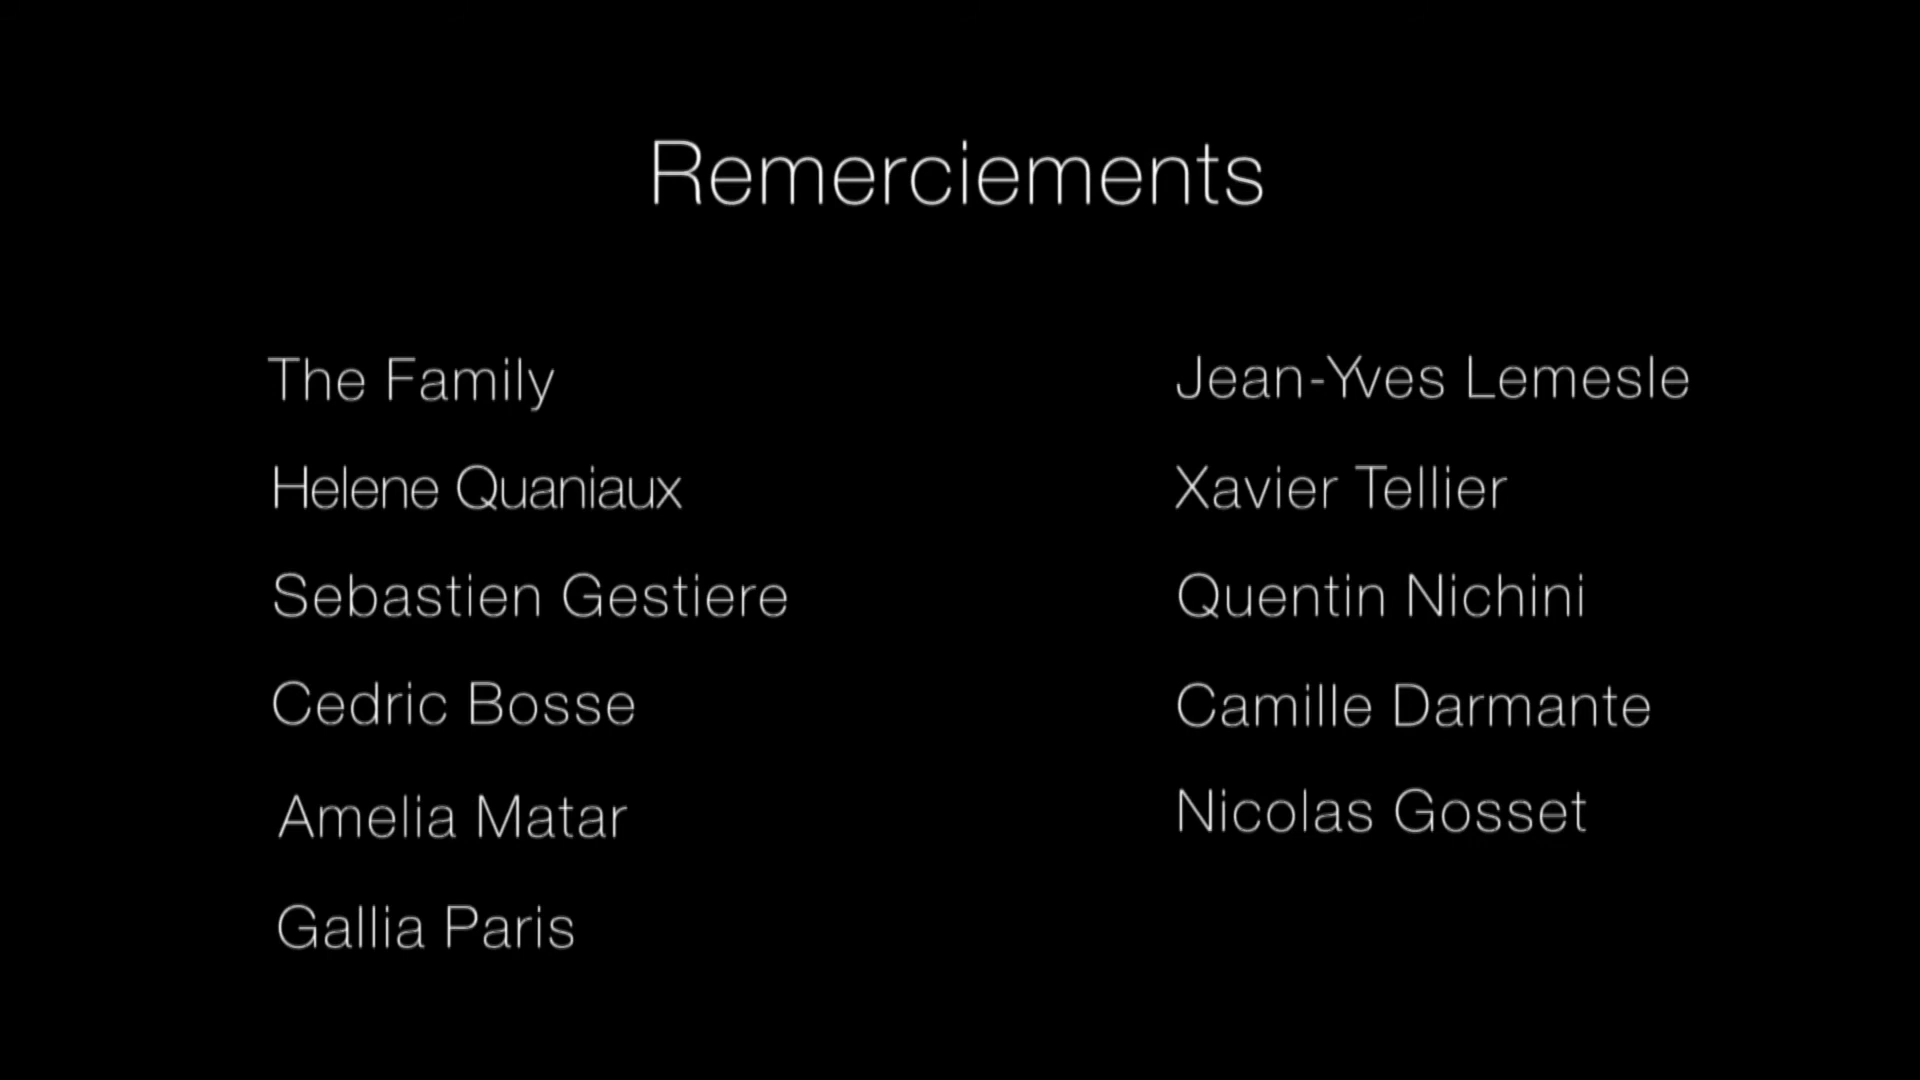 Remerciements
The Family
Helene Quaniaux
Sebastien Gestiere
Cedric Bosse
Amelia Matar
Gallia Paris
Jean-Yves Lemesle
Xavier Tellier
Quentin Nichini
Camille Darmante
Nicolas Gosset